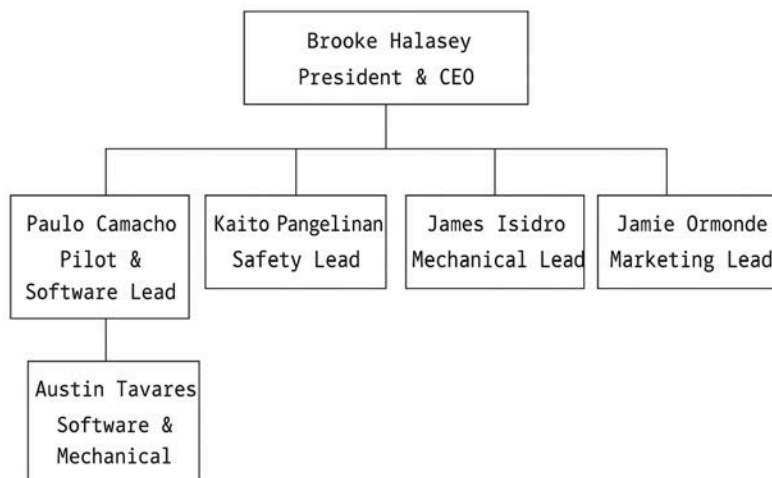 Brooke Halasey
President & CEO
Paulo Camacho
Pilot &
Software Lead
Kaito Pangelinan
Safety Lead
James Isidro
Mechanical Lead
Jamie Ormonde
Marketing Lead
Austin Tavares
Software &
Mechanical